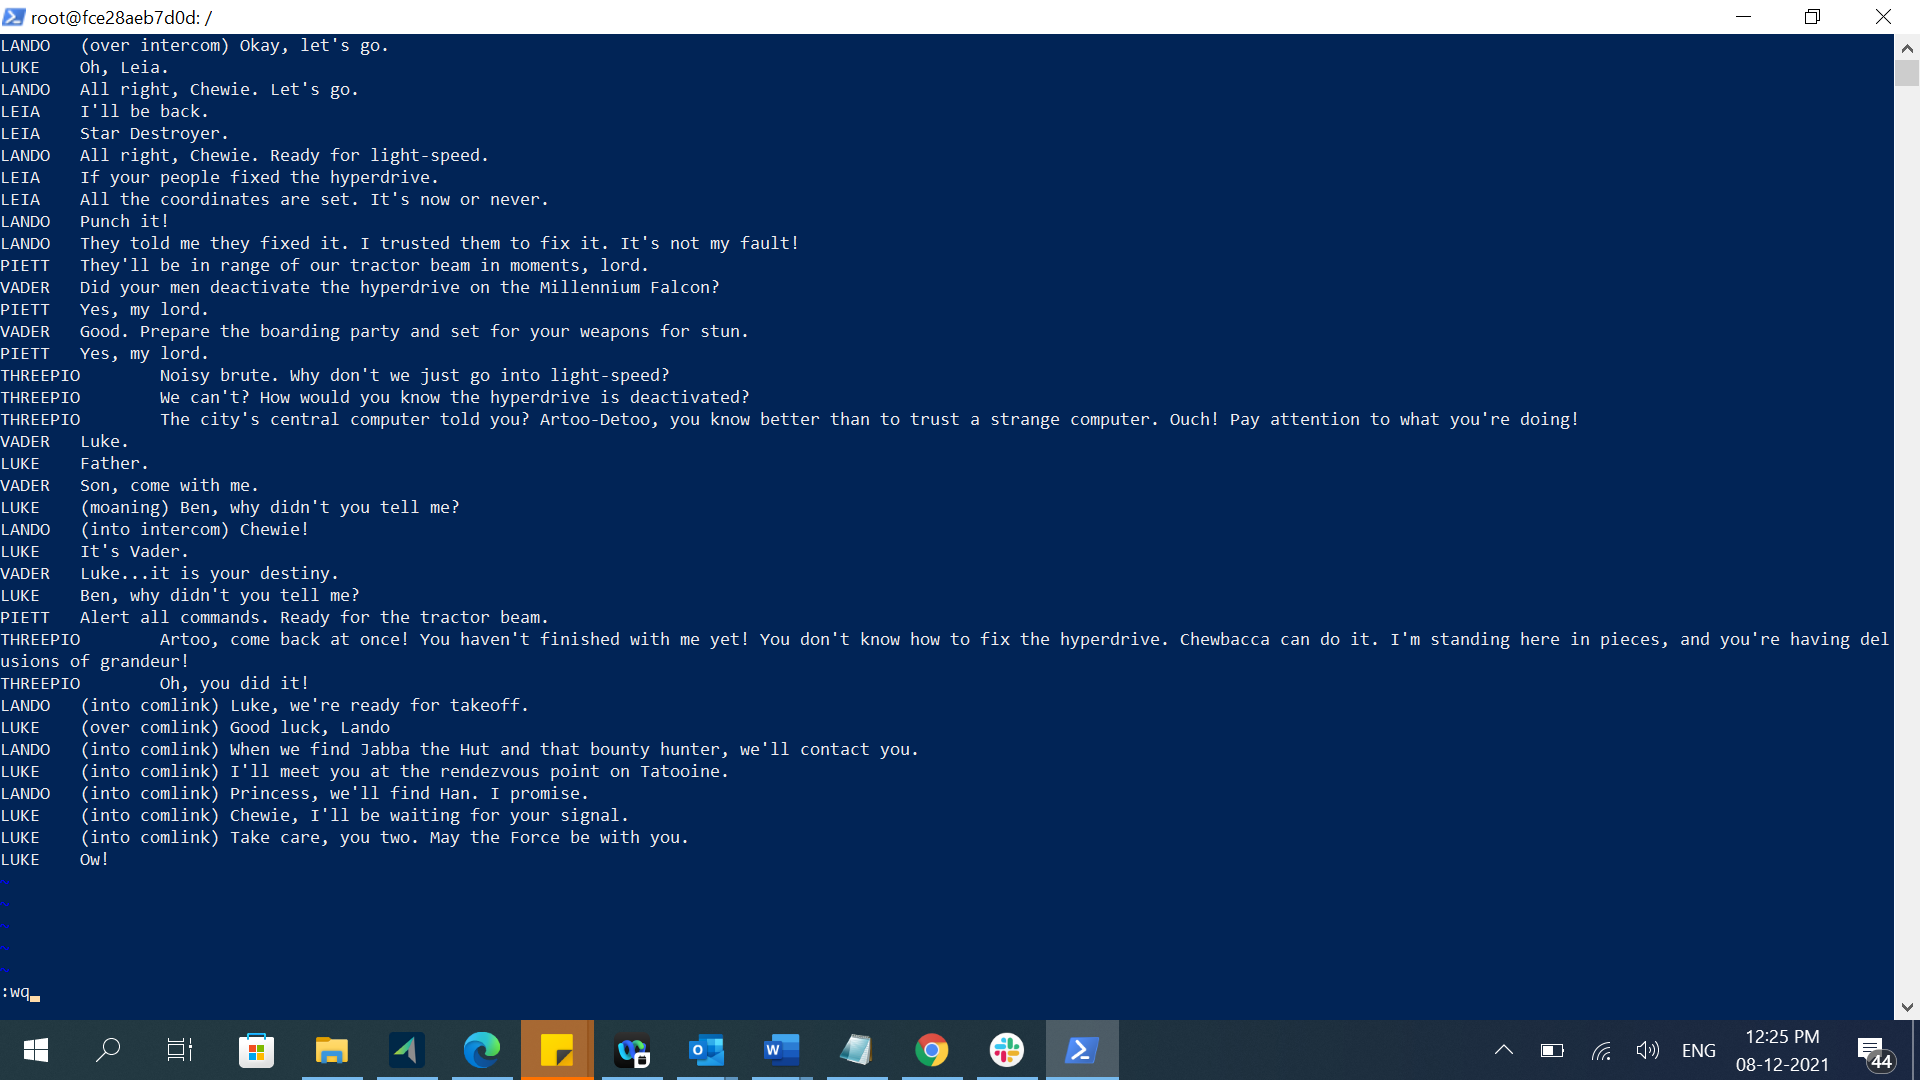 root@fce28aeb7d0d: /
LANDO   (over intercom) Okay, let's go.
LUKE    Oh, Leia.
LANDO   All right, Chewie. Let's go.
LEIA    I'll be back.
LEIA    Star Destroyer.
LANDO   All right, Chewie. Ready for light-speed.
LEIA    If your people fixed the hyperdrive.
LEIA    All the coordinates are set. It's now or never.
LANDO   Punch it!
LANDO   They told me they fixed it. I trusted them to fix it. It's not my fault!
PIETT   They'll be in range of our tractor beam in moments, lord.
VADER   Did your men deactivate the hyperdrive on the Millennium Falcon?
PIETT   Yes, my lord.
VADER   Good. Prepare the boarding party and set for your weapons for stun.
PIETT   Yes, my lord.
THREEPIO        Noisy brute. Why don't we just go into light-speed?
THREEPIO        We can't? How would you know the hyperdrive is deactivated?
THREEPIO        The city's central computer told you? Artoo-Detoo, you know better than to trust a strange computer. Ouch! Pay attention to what you're doing!
VADER   Luke.
LUKE    Father.
VADER   Son, come with me.
LUKE    (moaning) Ben, why didn't you tell me?
LANDO   (into intercom) Chewie!
LUKE    It's Vader.
VADER   Luke...it is your destiny.
LUKE    Ben, why didn't you tell me?
PIETT   Alert all commands. Ready for the tractor beam.
THREEPIO        Artoo, come back at once! You haven't finished with me yet! You don't know how to fix the hyperdrive. Chewbacca can do it. I'm standing here in pieces, and you're having del
usions of grandeur!
THREEPIO        Oh, you did it!
LANDO   (into comlink) Luke, we're ready for takeoff.
LUKE    (over comlink) Good luck, Lando
LANDO   (into comlink) When we find Jabba the Hut and that bounty hunter, we'll contact you.
LUKE    (into comlink) I'll meet you at the rendezvous point on Tatooine.
LANDO   (into comlink) Princess, we'll find Han. I promise.
LUKE    (into comlink) Chewie, I'll be waiting for your signal.
LUKE    (into comlink) Take care, you two. May the Force be with you.
LUKE    Ow!
~
~
~
~
~
:wq
ENG
12:25 PM
08-12-2021
44